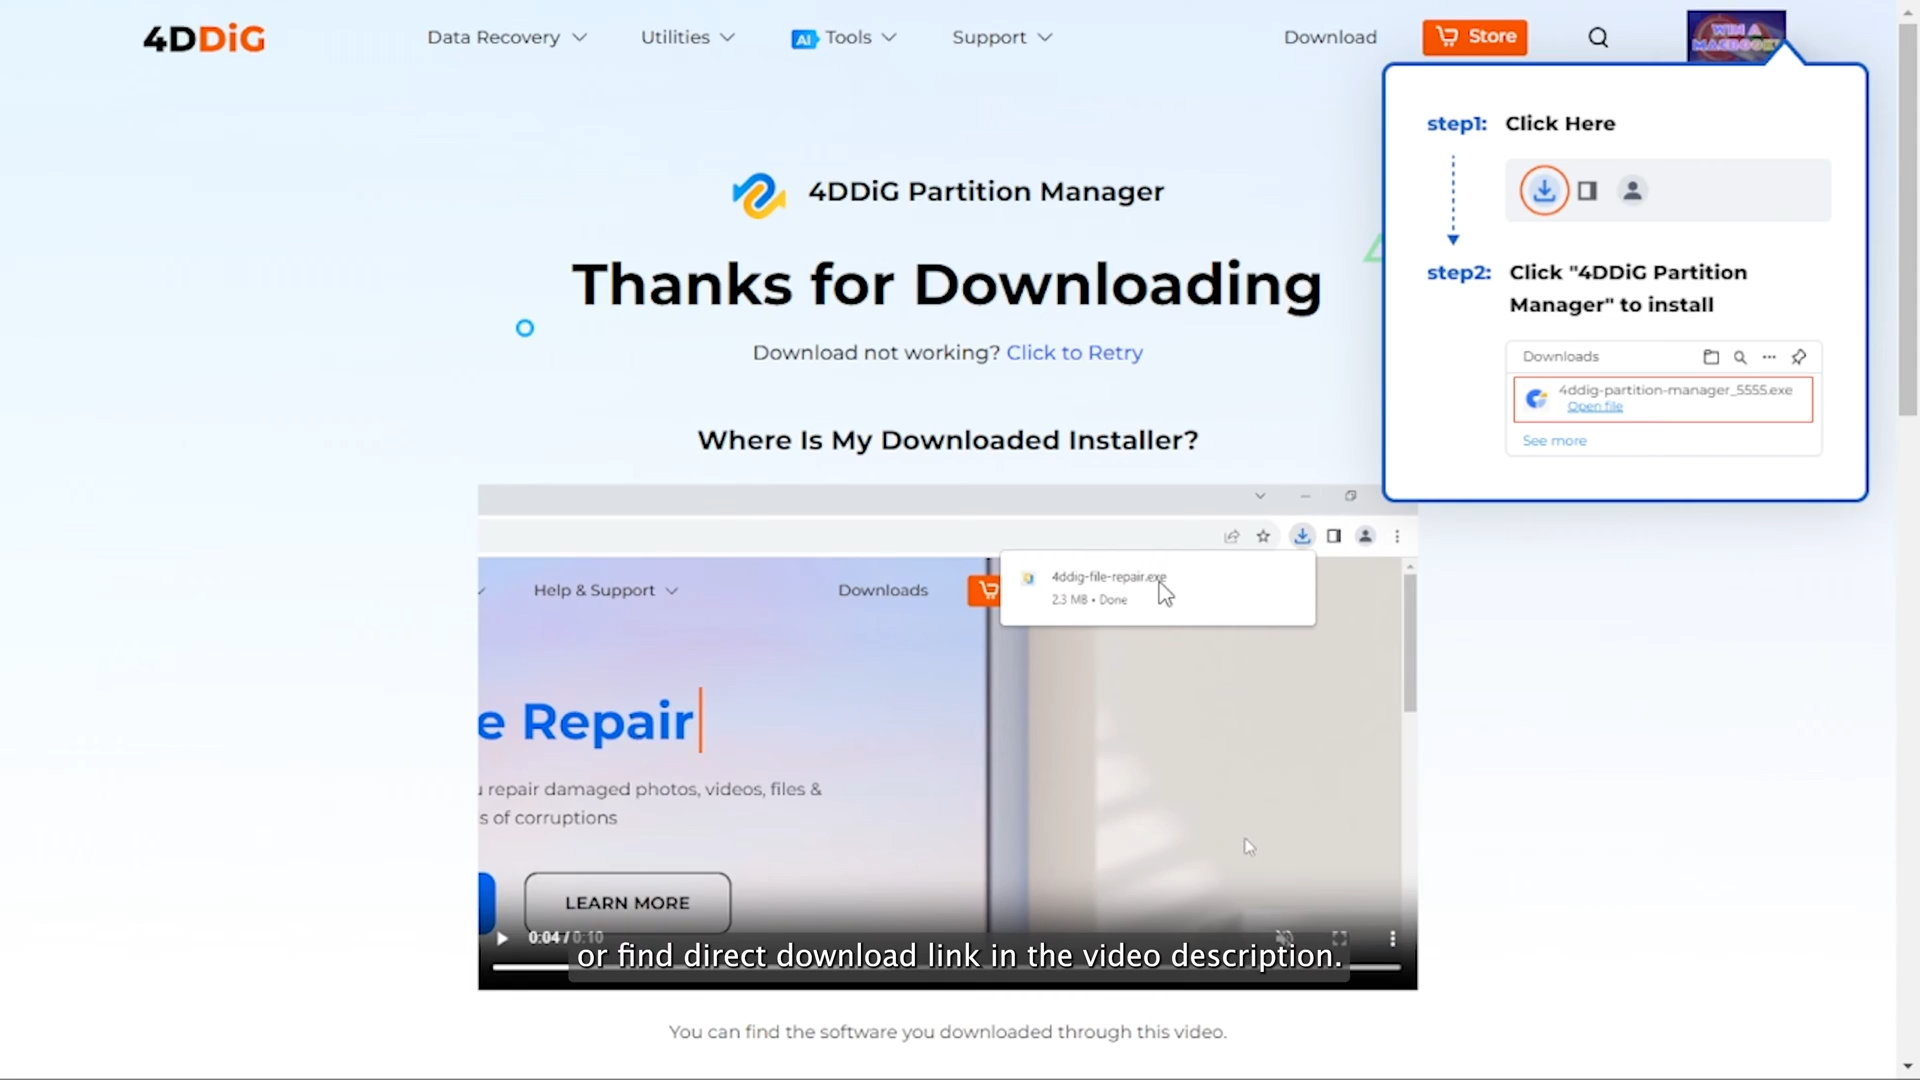 4DDiG
Data Recovery
Utilities
AI Tools
Support
Download
Store
WIN A
MACBOOK
step1: Click Here
step2: Click "4DDiG Partition
Manager" to install
Downloads
4ddig-partition-manager_5555.exe
Open file
See more
4DDiG Partition Manager
Thanks for Downloading
Download not working? Click to Retry
Where Is My Downloaded Installer?
4ddig-file-repair.exe
2.3 MB • Done
Help & Support
Downloads
e Repair
repair damaged photos, videos, files &
s of corruptions
LEARN MORE
0:04 / 0:10
or find direct download link in the video description.
You can find the software you downloaded through this video.